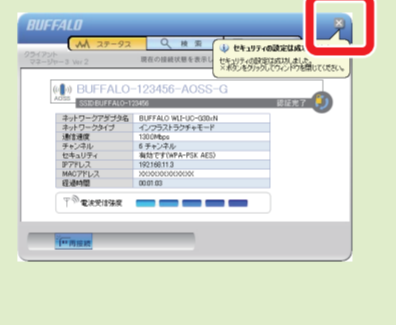 BUFFALO
ステータス
検 索
クライアント
マネージャー3 Ver.2
現在の接続状態を表示し
セキュリティの設定は成功
セキュリティの設定は成功しました。
×ボタンをクリックしてウィンドウを閉じてください。
AOSS
BUFFALO-123456-AOSS-G
SSID:BUFFALO-123456
認証完了
ネットワークアダプタ名 BUFFALO WLI-UC-G30xN
ネットワークタイプ インフラストラクチャモード
通信速度 130.0Mbps
チャンネル 6 チャンネル
セキュリティ 有効です(WPA-PSK AES)
IPアドレス 192.168.11.3
MACアドレス XXXXXXXXXXXX
経過時間 00:01:03
電波受信強度
再接続